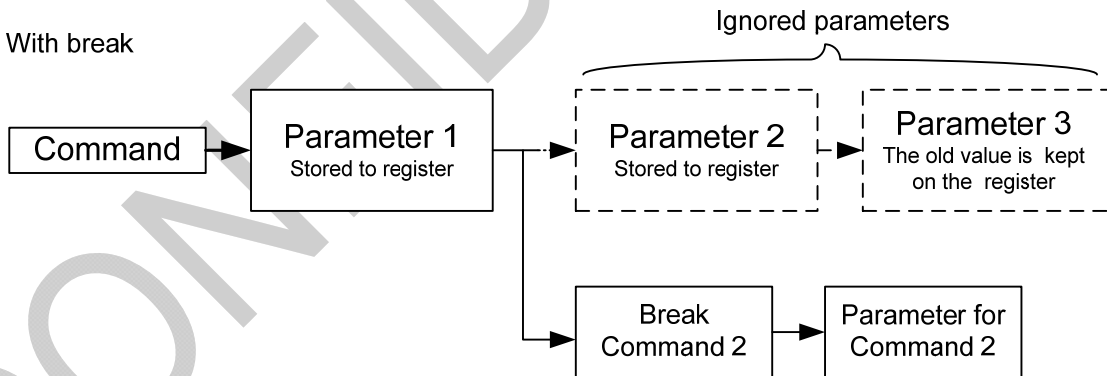 Ignored parameters
With break
Command
Parameter 1
Stored to register
Parameter 2
Stored to register
Parameter 3
The old value is kept
on the register
Break
Command 2
Parameter for
Command 2